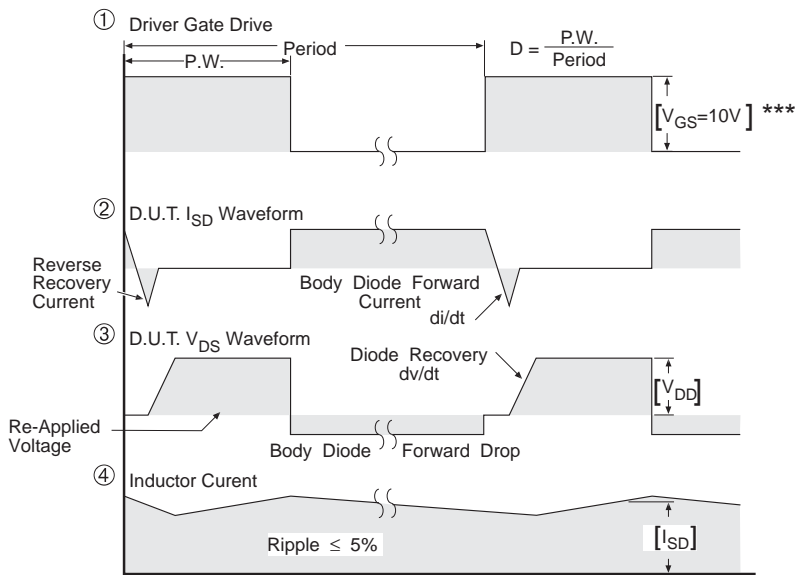 ① Driver Gate Drive
Period
P.W.
D = P.W.
Period
[VGS=10V] ***
② D.U.T. ISD Waveform
Reverse
Recovery
Current
Body Diode Forward
Current
di/dt
③ D.U.T. VDS Waveform
Diode Recovery
dv/dt
[VDD]
Re-Applied
Voltage
Body Diode Forward Drop
④ Inductor Curent
Ripple ≤ 5%
[ISD]